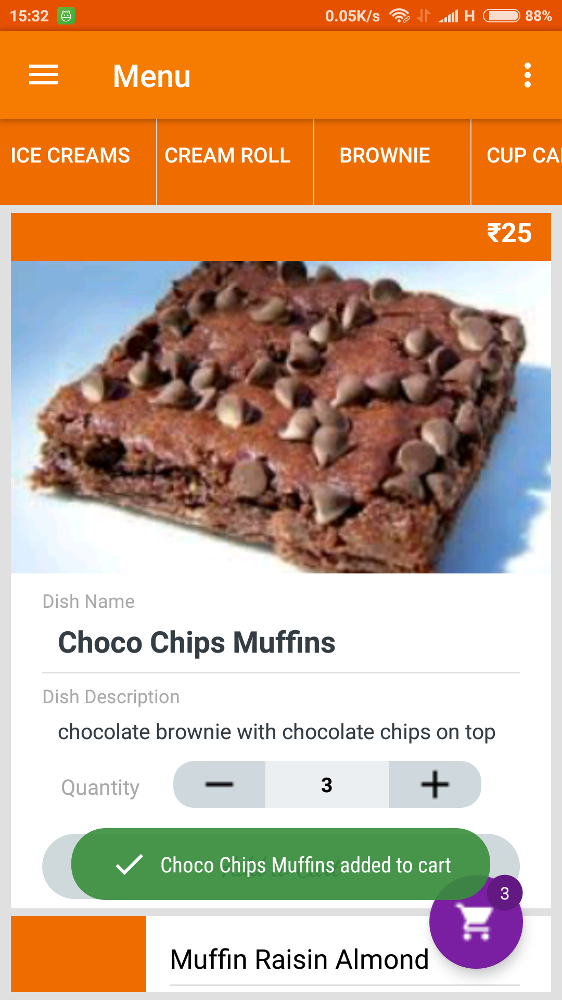 15:32 0.05K/s H 88%
Menu
ICE CREAMS CREAM ROLL BROWNIE CUP CA
₹25
Dish Name
Choco Chips Muffins
Dish Description
chocolate brownie with chocolate chips on top
Quantity 3
Choco Chips Muffins added to cart
3
Muffin Raisin Almond